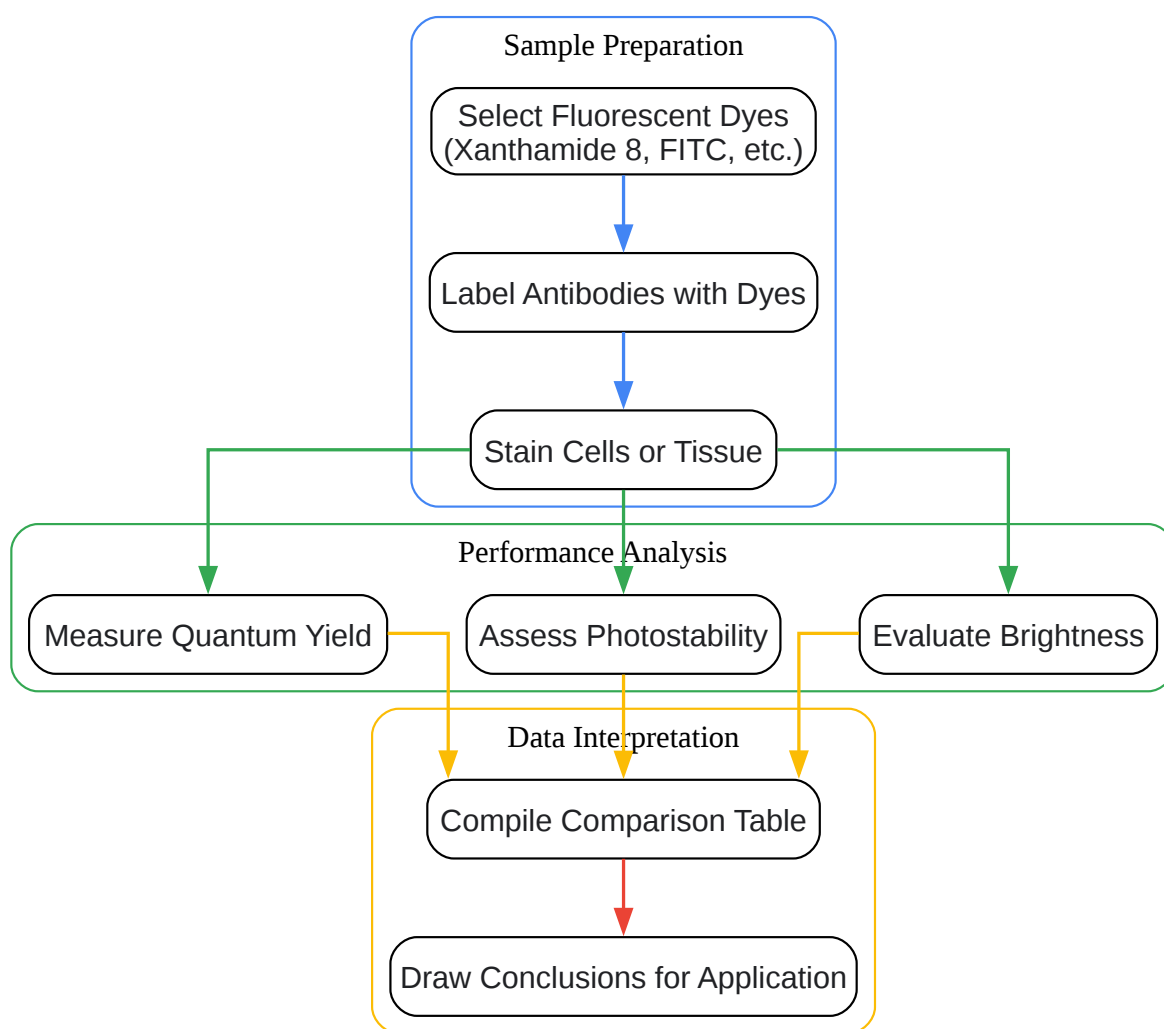 Sample Preparation
Select Fluorescent Dyes
(Xanthamide 8, FITC, etc.)
Label Antibodies with Dyes
Stain Cells or Tissue
Performance Analysis
Measure Quantum Yield
Assess Photostability
Evaluate Brightness
Data Interpretation
Compile Comparison Table
Draw Conclusions for Application